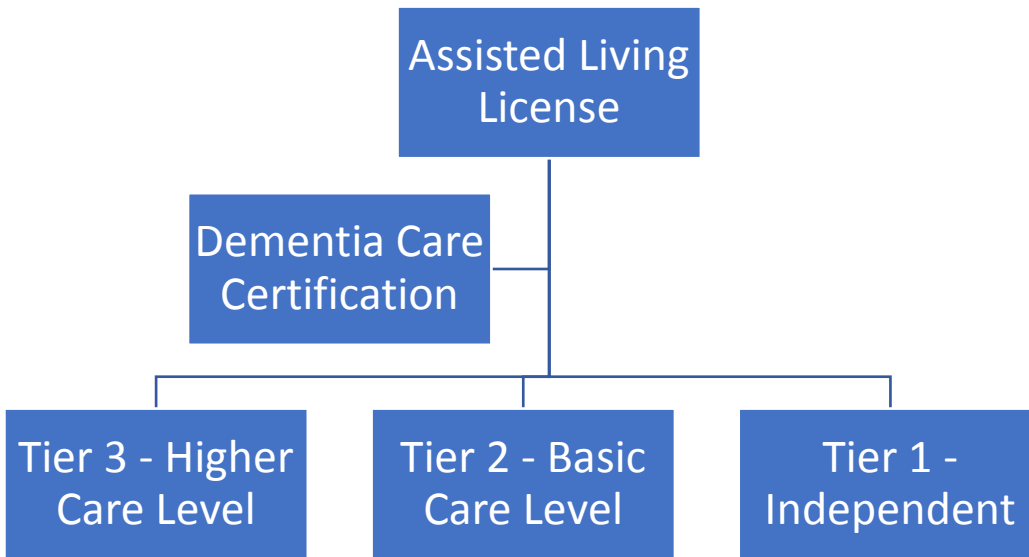 Assisted Living
License
Dementia Care
Certification
Tier 3 - Higher
Care Level
Tier 2 - Basic
Care Level
Tier 1 -
Independent